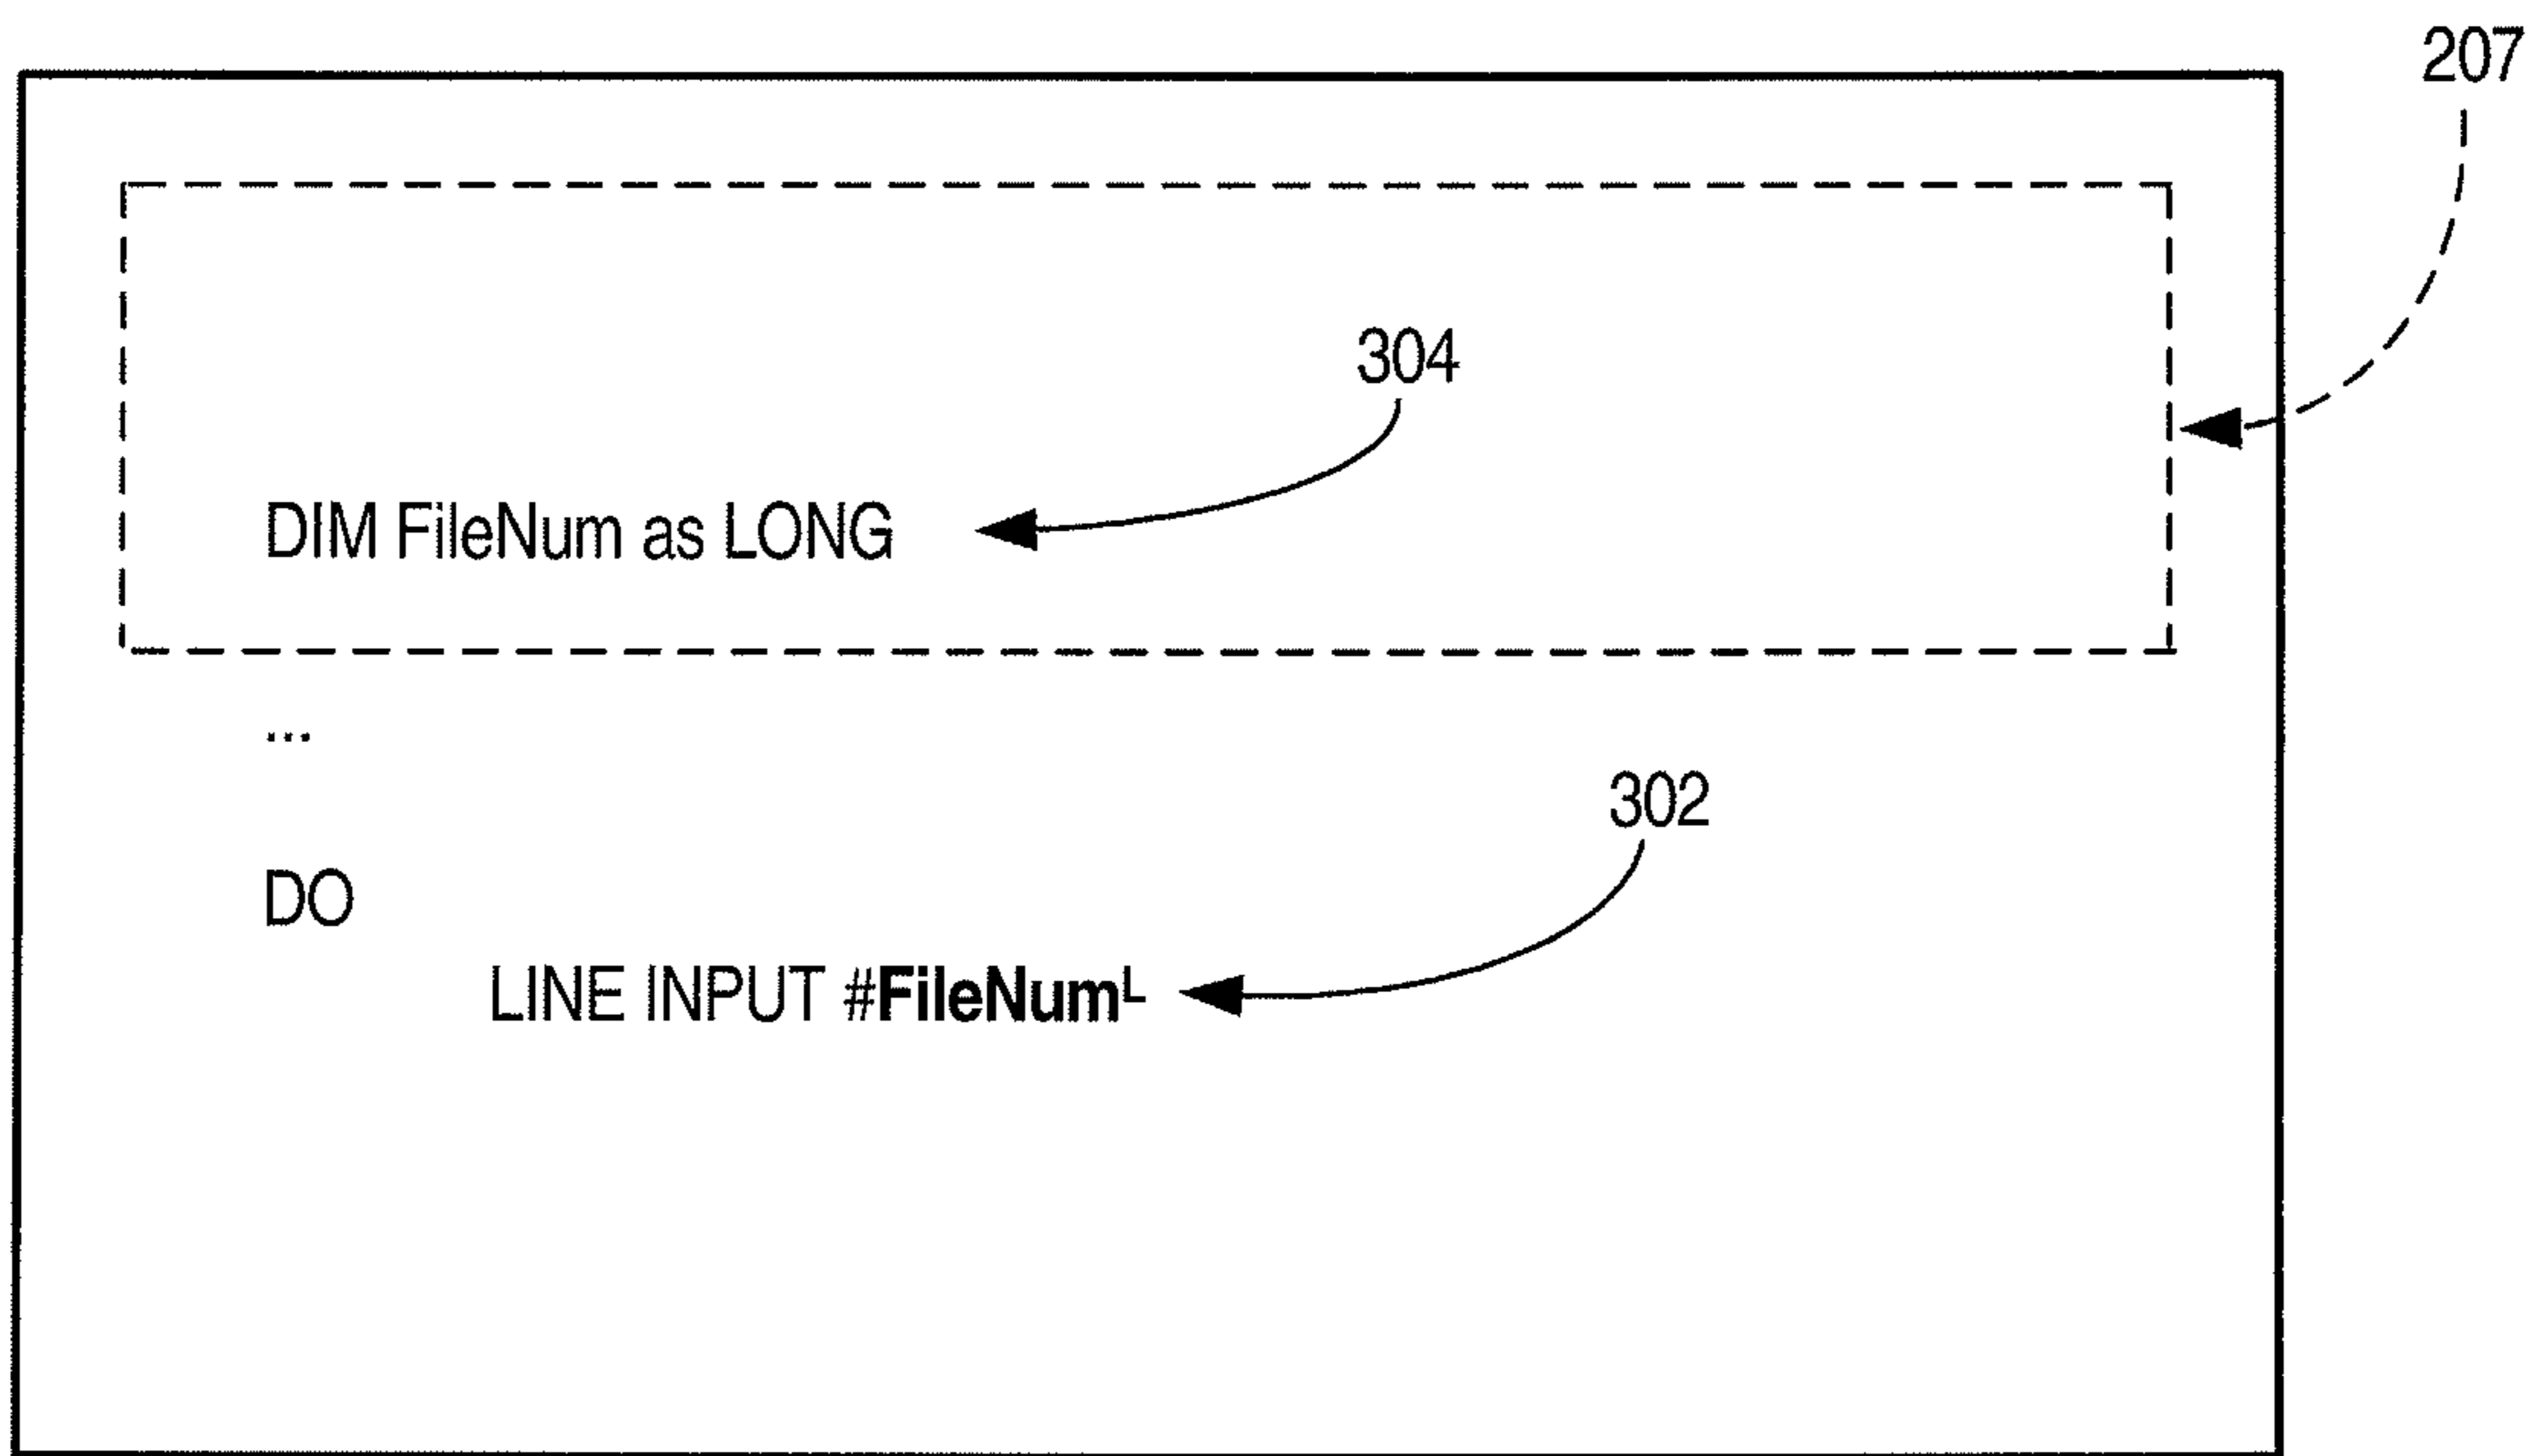 207
304
DIM FileNum as LONG
...
302
DO
LINE INPUT #FileNumᴸ